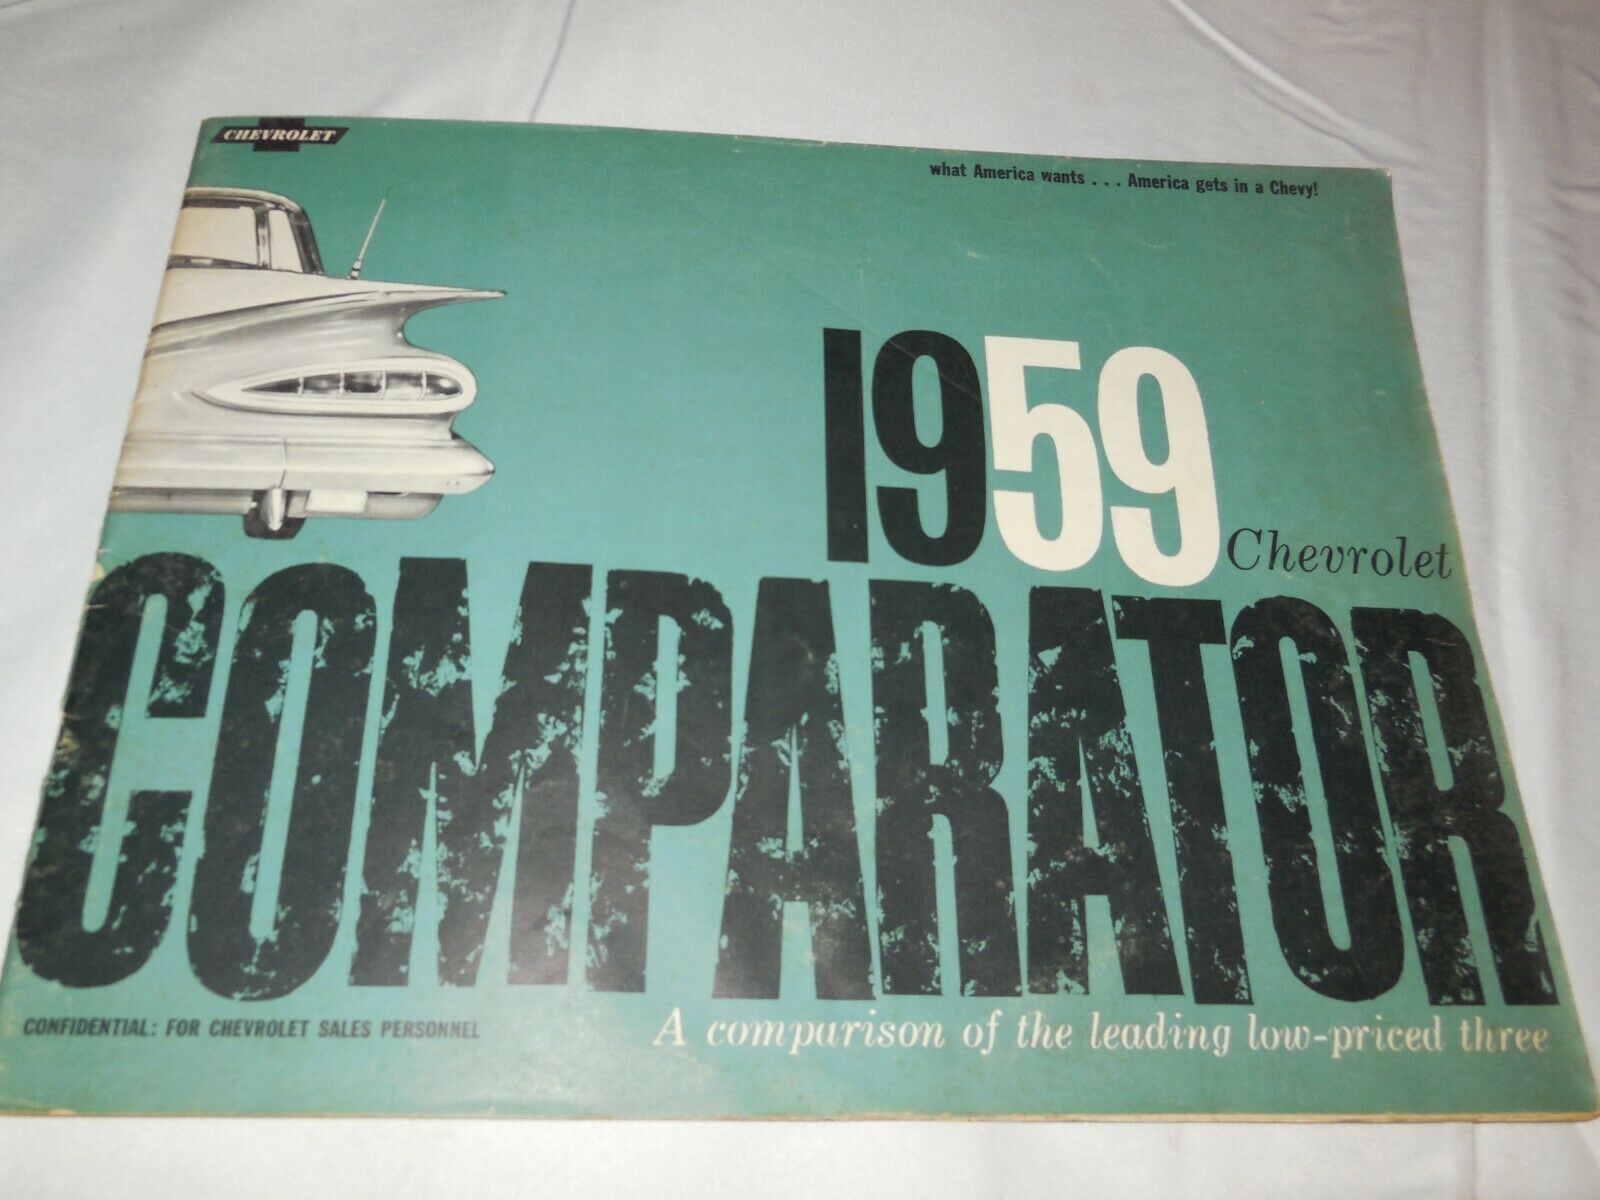 CHEVROLET
what America wants . . . America gets in a Chevy!
1959
Chevrolet
COMPARATOR
CONFIDENTIAL: FOR CHEVROLET SALES PERSONNEL
A comparison of the leading low-priced three